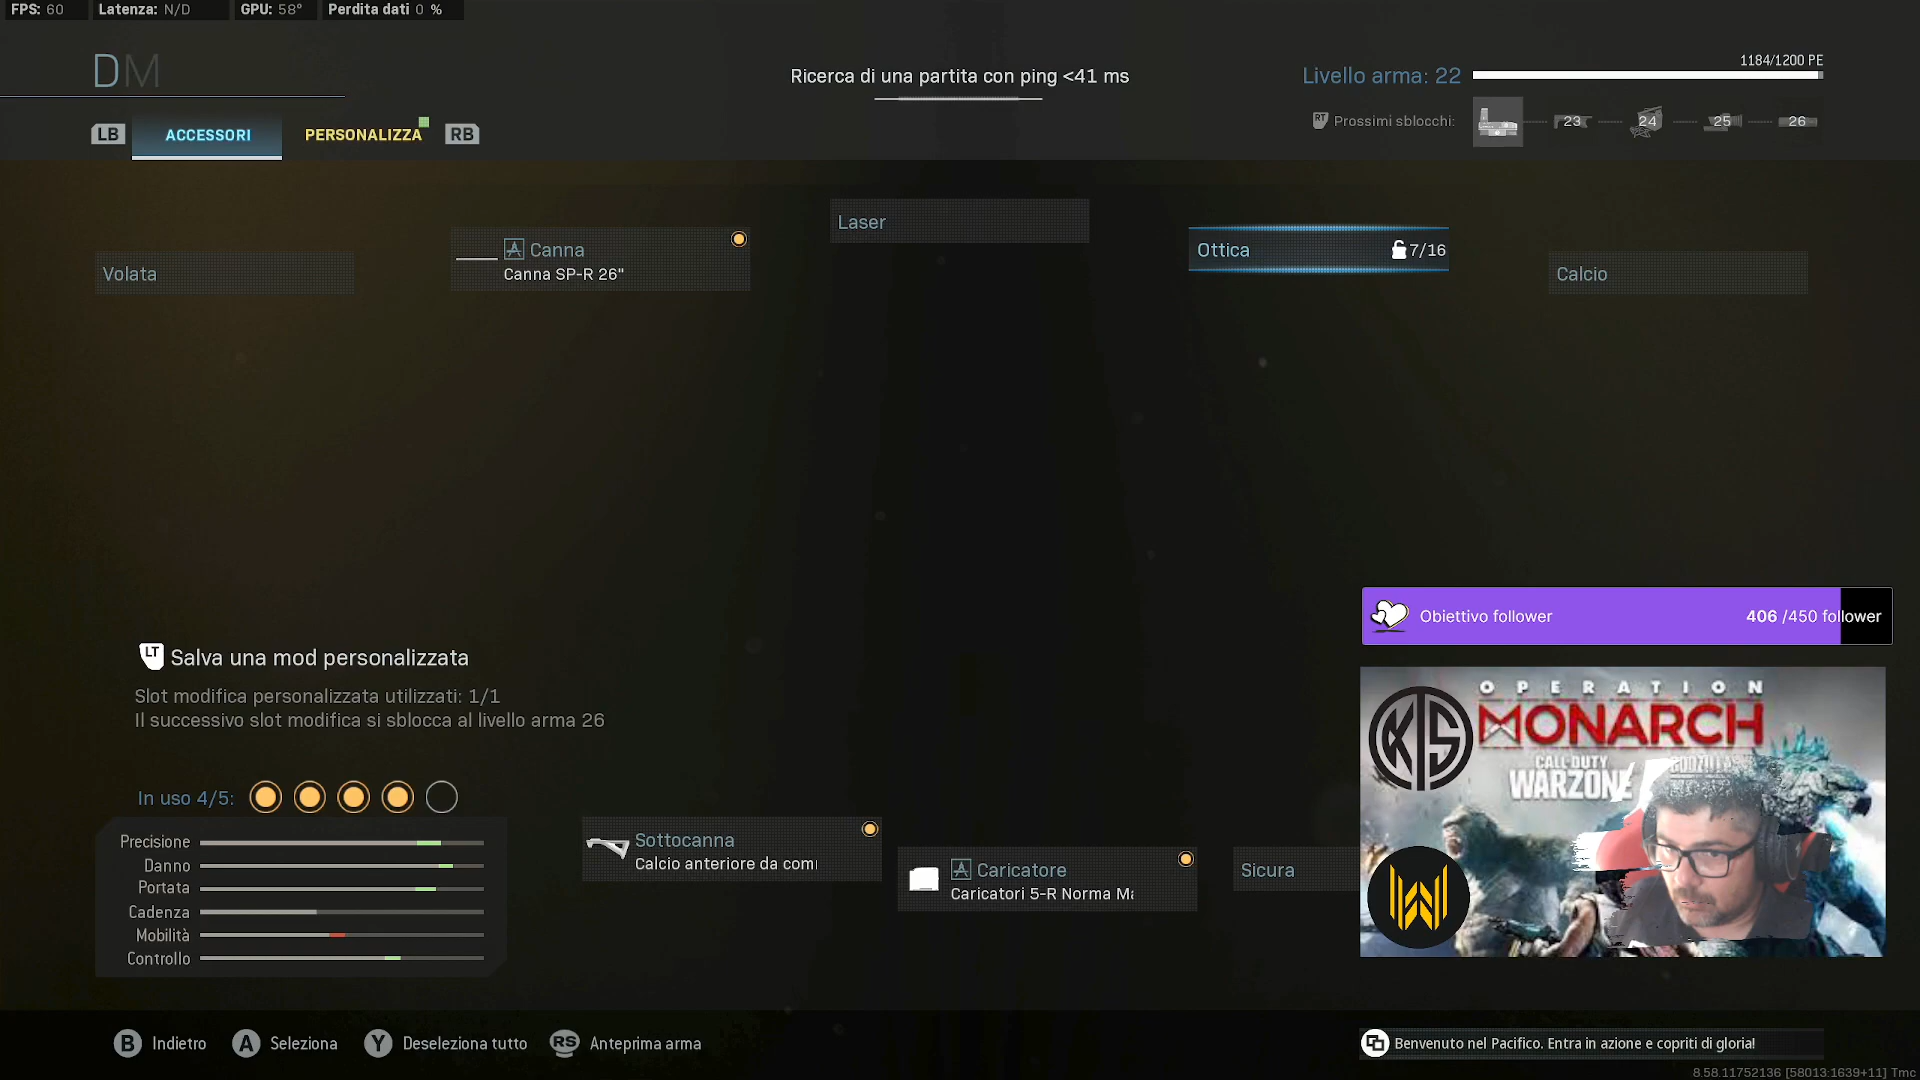 FPS: 60 Latenza: N/D GPU: 58° Perdita dati 0 %
DM
Ricerca di una partita con ping <41 ms
Livello arma: 22
1184/1200 PE
LB ACCESSORI PERSONALIZZA RB
RT Prossimi sblocchi: 23 24 25 26
Volata
Canna
Canna SP-R 26"
Laser
Ottica 7/16
Calcio
Obiettivo follower 406 /450 follower
LT Salva una mod personalizzata
Slot modifica personalizzata utilizzati: 1/1
Il successivo slot modifica si sblocca al livello arma 26
In uso 4/5:
Precisione
Danno
Portata
Cadenza
Mobilità
Controllo
Sottocanna
Calcio anteriore da com
Caricatore
Caricatori 5-R Norma Ma
Sicura
OPERATION
MONARCH
CALL OF DUTY
WARZONE
B Indietro A Seleziona Y Deseleziona tutto RS Anteprima arma
Benvenuto nel Pacifico. Entra in azione e copriti di gloria!
8.58.11752136 [58013:1639+11] Tmc